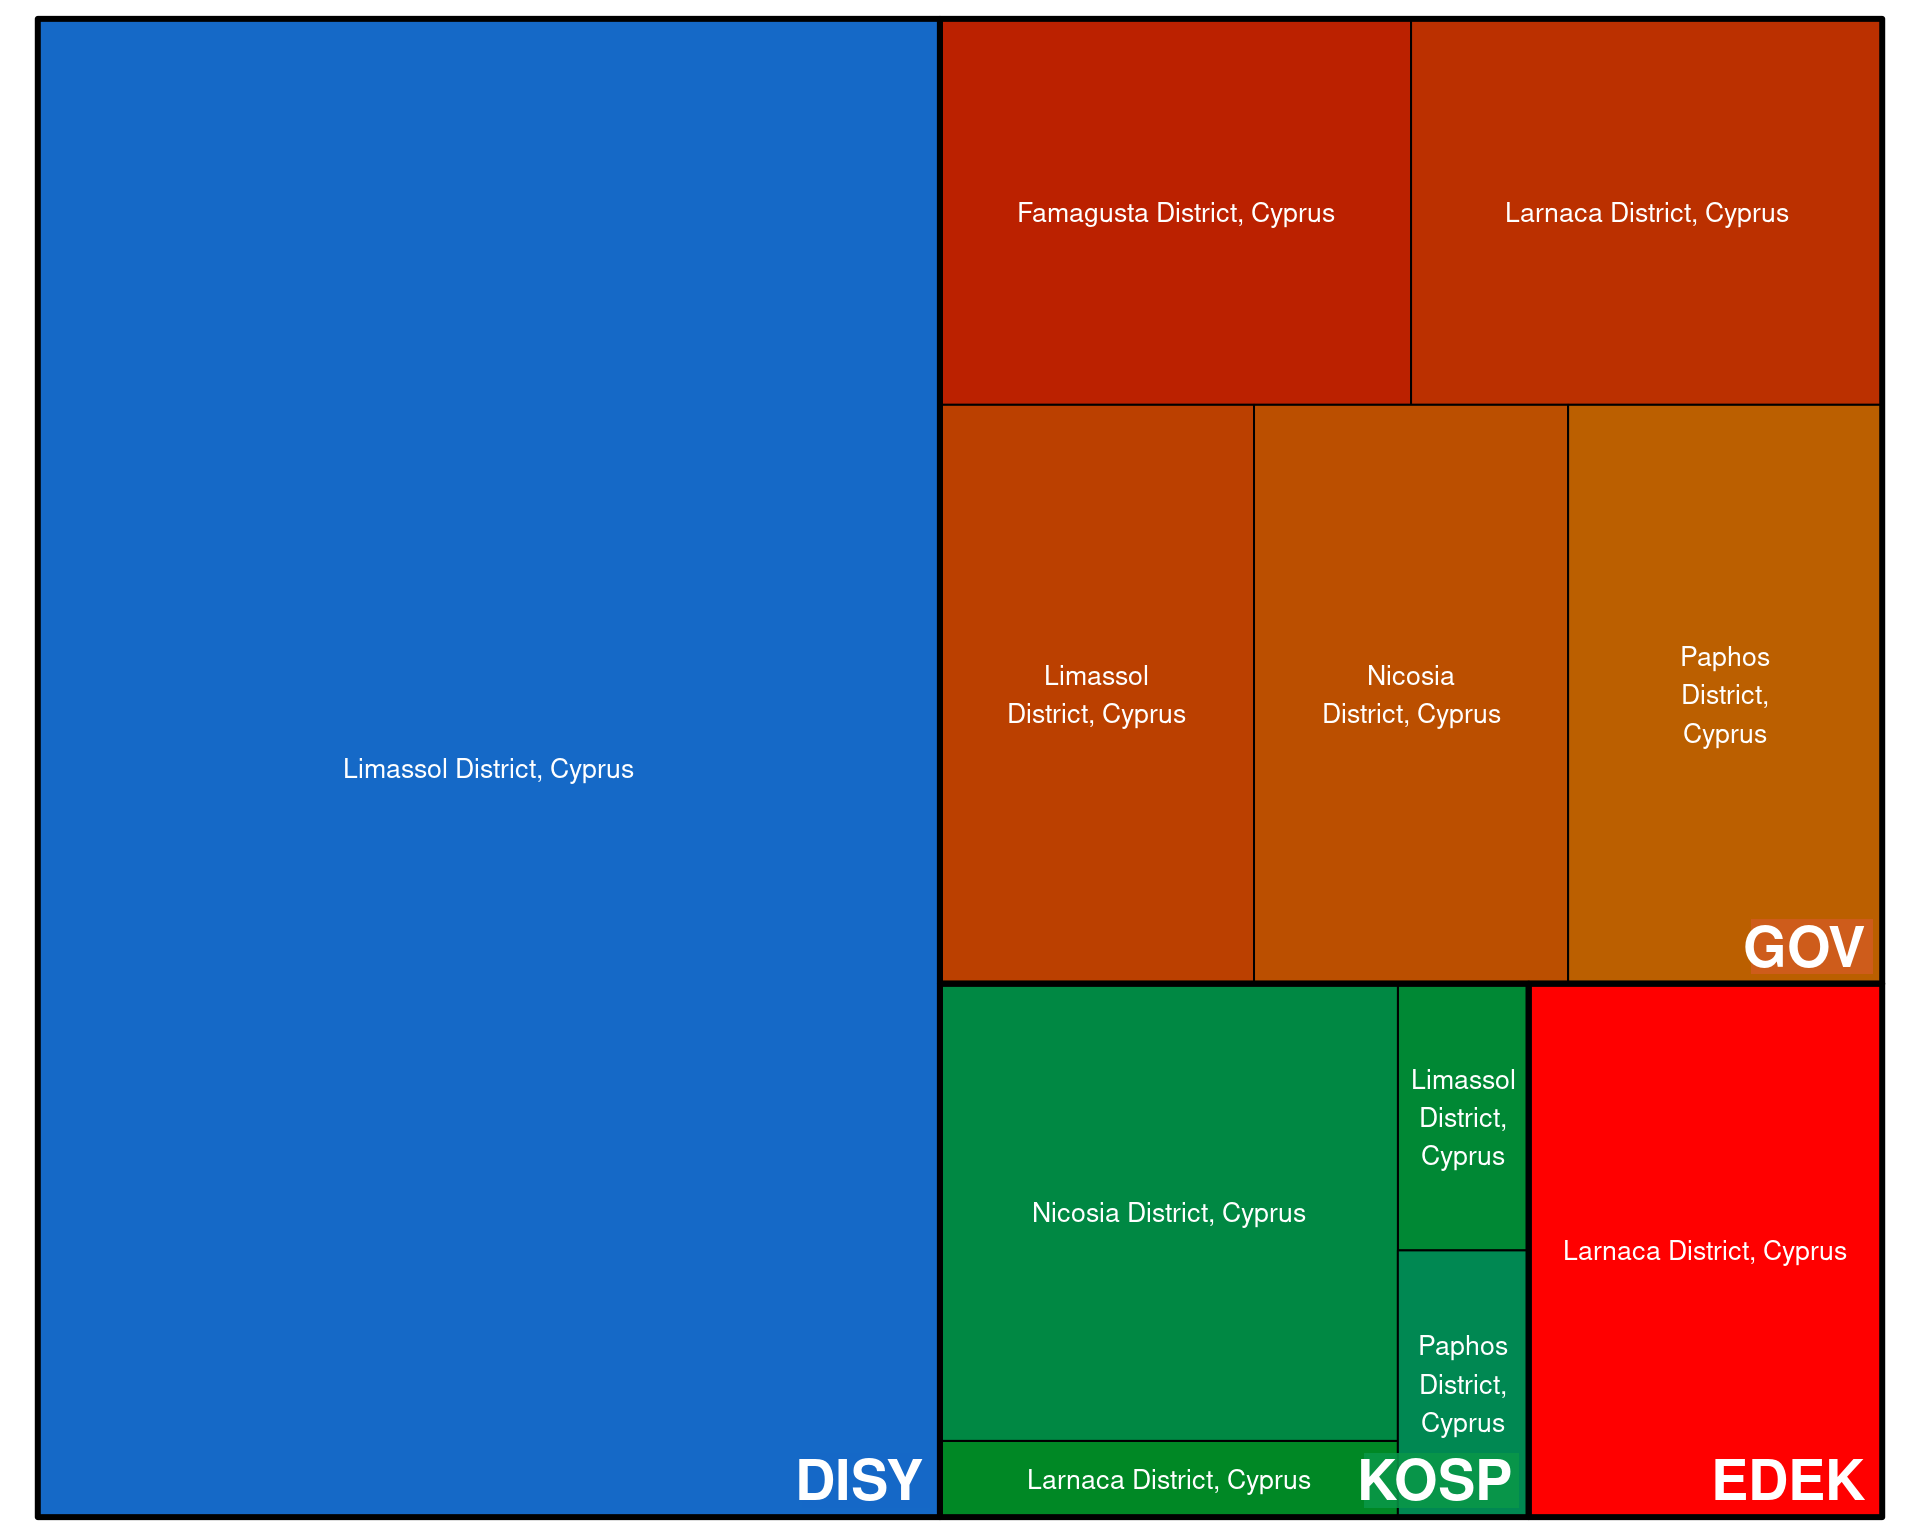 Limassol District, Cyprus
DISY
Famagusta District, Cyprus
Larnaca District, Cyprus
Limassol
District, Cyprus
Nicosia
District, Cyprus
Paphos
District,
Cyprus
GOV
Nicosia District, Cyprus
Limassol
District,
Cyprus
Paphos
District,
Cyprus
Larnaca District, Cyprus
KOSP
Larnaca District, Cyprus
EDEK